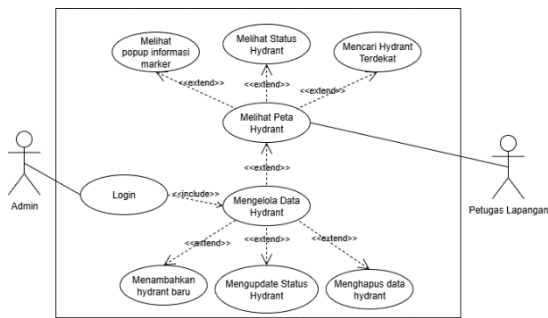 Melihat
popup informasi
marker
Melihat Status
Hydrant
Mencari Hydrant
Terdekat
<<extend>>
<<extend>>
<<extend>>
Melihat Peta
Hydrant
<<extend>>
Admin
Login
<<include>>
Mengelola Data
Hydrant
Petugas Lapangan
<<extend>>
<<extend>>
<<extend>>
Menambahkan
hydrant baru
Mengupdate Status
Hydrant
Menghapus data
hydrant